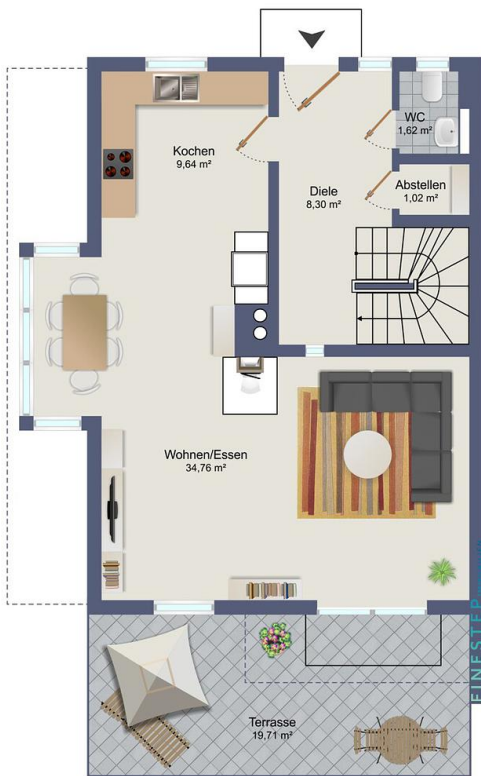 WC
1,62 m²
Kochen
9,64 m²
Diele
8,30 m²
Abstellen
1,02 m²
Wohnen/Essen
34,76 m²
Terrasse
19,71 m²